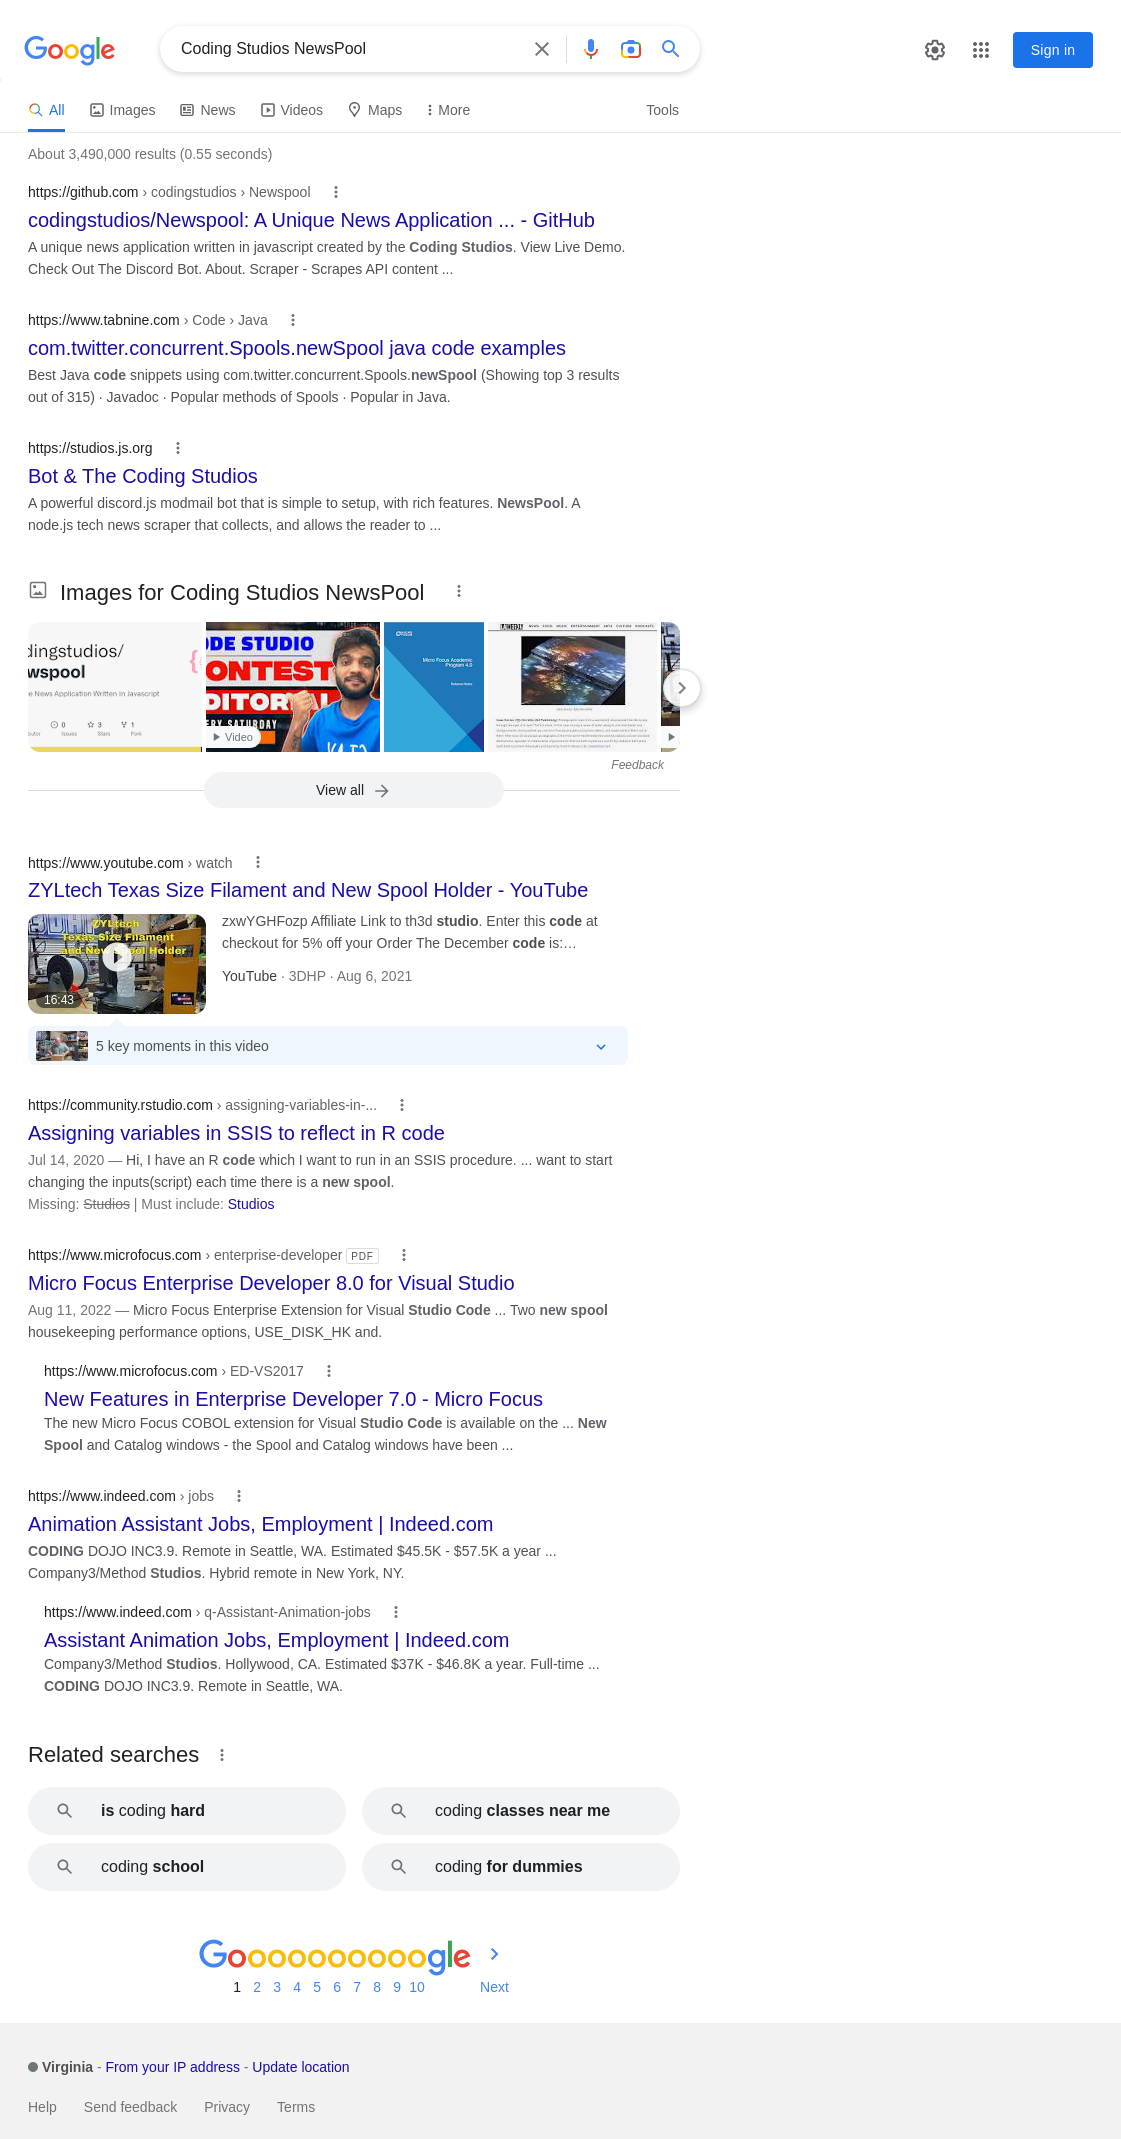 Google
Coding Studios NewsPool
Sign in
All Images News Videos Maps More Tools
About 3,490,000 results (0.55 seconds)
https://github.com › codingstudios › Newspool
codingstudios/Newspool: A Unique News Application ... - GitHub
A unique news application written in javascript created by the Coding Studios. View Live Demo.
Check Out The Discord Bot. About. Scraper - Scrapes API content ...
https://www.tabnine.com › Code › Java
com.twitter.concurrent.Spools.newSpool java code examples
Best Java code snippets using com.twitter.concurrent.Spools.newSpool (Showing top 3 results
out of 315) · Javadoc · Popular methods of Spools · Popular in Java.
https://studios.js.org
Bot & The Coding Studios
A powerful discord.js modmail bot that is simple to setup, with rich features. NewsPool. A
node.js tech news scraper that collects, and allows the reader to ...
Images for Coding Studios NewsPool
dingstudios/
wspool
e News Application Written In Javascript
0 3 1
Issues Stars Fork
ODE STUDIO
ONTEST
DITORIAL
ERY SATURDAY
Video
Micro Focus Academic
Program 4.0
Release Notes
Feedback
View all
https://www.youtube.com › watch
ZYLtech Texas Size Filament and New Spool Holder - YouTube
ZYLtech
Texas Size Filament
and New Spool Holder
16:43
zxwYGHFozp Affiliate Link to th3d studio. Enter this code at
checkout for 5% off your Order The December code is:…
YouTube · 3DHP · Aug 6, 2021
5 key moments in this video
https://community.rstudio.com › assigning-variables-in-...
Assigning variables in SSIS to reflect in R code
Jul 14, 2020 — Hi, I have an R code which I want to run in an SSIS procedure. ... want to start
changing the inputs(script) each time there is a new spool.
Missing: Studios | Must include: Studios
https://www.microfocus.com › enterprise-developer PDF
Micro Focus Enterprise Developer 8.0 for Visual Studio
Aug 11, 2022 — Micro Focus Enterprise Extension for Visual Studio Code ... Two new spool
housekeeping performance options, USE_DISK_HK and.
https://www.microfocus.com › ED-VS2017
New Features in Enterprise Developer 7.0 - Micro Focus
The new Micro Focus COBOL extension for Visual Studio Code is available on the ... New
Spool and Catalog windows - the Spool and Catalog windows have been ...
https://www.indeed.com › jobs
Animation Assistant Jobs, Employment | Indeed.com
CODING DOJO INC3.9. Remote in Seattle, WA. Estimated $45.5K - $57.5K a year ...
Company3/Method Studios. Hybrid remote in New York, NY.
https://www.indeed.com › q-Assistant-Animation-jobs
Assistant Animation Jobs, Employment | Indeed.com
Company3/Method Studios. Hollywood, CA. Estimated $37K - $46.8K a year. Full-time ...
CODING DOJO INC3.9. Remote in Seattle, WA.
Related searches
is coding hard
coding classes near me
coding school
coding for dummies
Goooooooooogle
1 2 3 4 5 6 7 8 9 10 Next
Virginia - From your IP address - Update location
Help Send feedback Privacy Terms